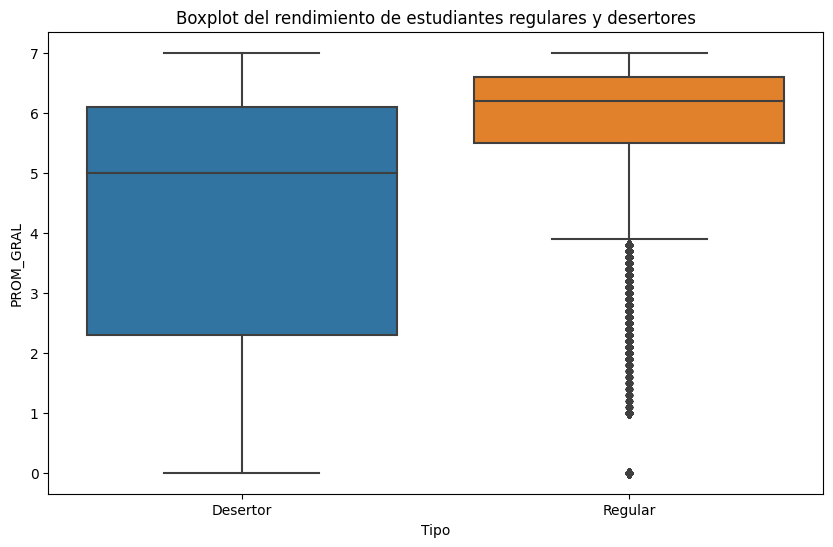 Boxplot del rendimiento de estudiantes regulares y desertores
7
6
5
4
3
2
1
0
PROM_GRAL
Desertor
Regular
Tipo